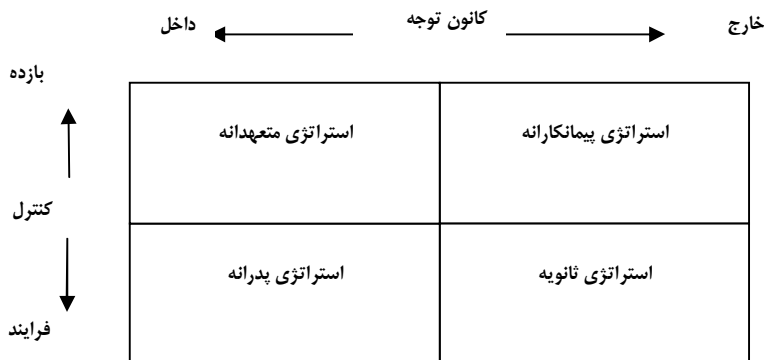 خارج کانون توجه داخل
بازده
استراتژی پیمانکارانه استراتژی متعهدانه
کنترل
استراتژی ثانویه استراتژی پدرانه
فرایند